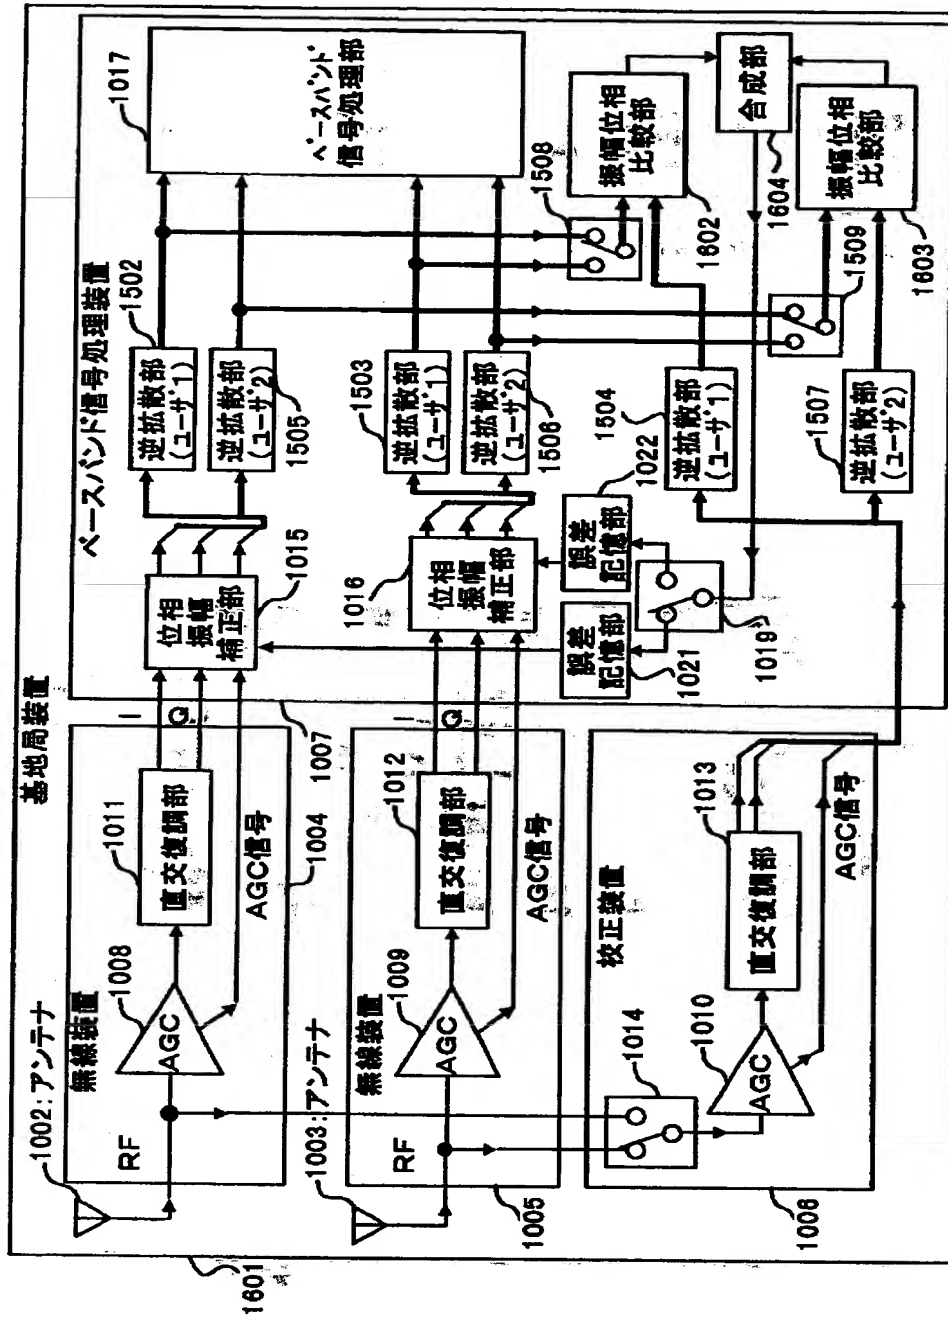 基地局装置
1601
1002:アンテナ
無線装置
RF
AGC
1008
直交復調部
1011
AGC信号
1004
I
Q
1003:アンテナ
無線装置
RF
AGC
1009
直交復調部
1012
AGC信号
1005
I
Q
校正装置
1014
AGC
1010
直交復調部
1013
AGC信号
1006
ベースバンド信号処理装置
1007
位相
振幅
補正部
1015
位相
振幅
補正部
1016
逆拡散部
(ユーザ1)
1502
逆拡散部
(ユーザ2)
1505
逆拡散部
(ユーザ1)
1503
逆拡散部
(ユーザ2)
1506
ベースバンド
信号処理部
1017
誤差
記憶部
1021
誤差
記憶部
1022
1019
逆拡散部
(ユーザ1)
1504
逆拡散部
(ユーザ2)
1507
1508
1509
振幅位相
比較部
1602
合成部
1604
振幅位相
比較部
1603